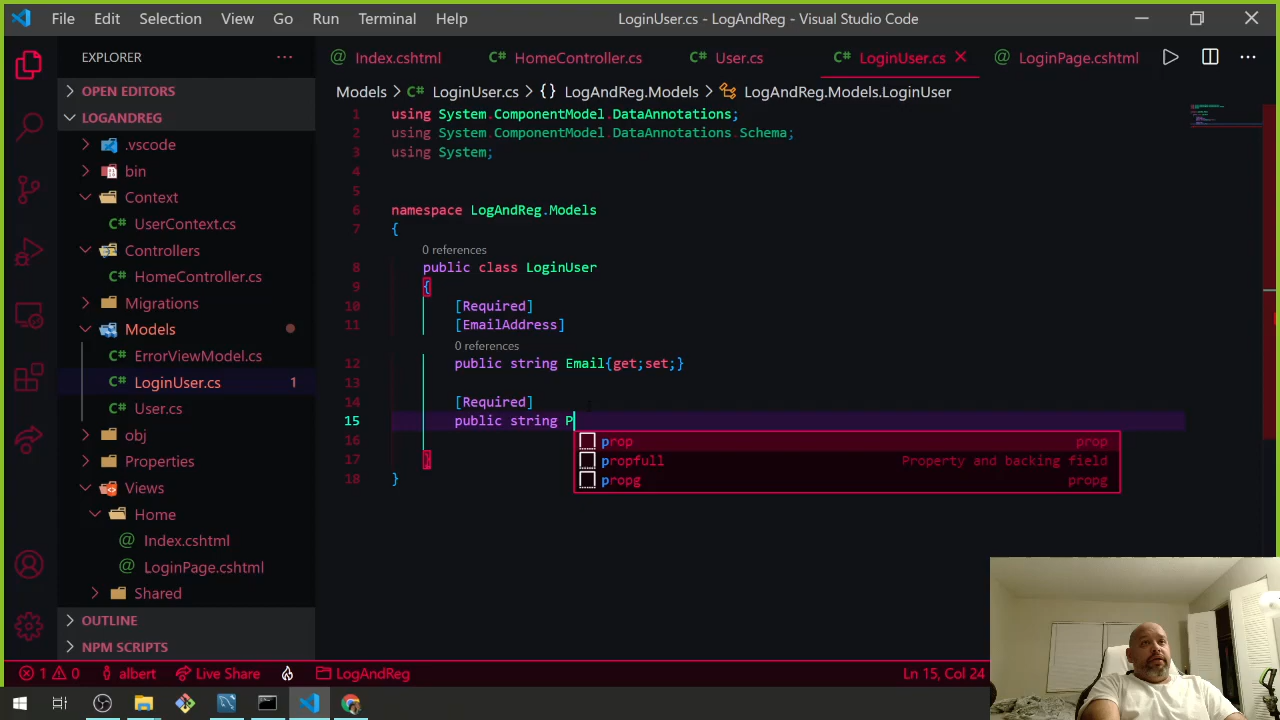 File Edit Selection View Go Run Terminal Help LoginUser.cs - LogAndReg - Visual Studio Code
EXPLORER
Index.cshtml HomeController.cs User.cs LoginUser.cs LoginPage.cshtml
OPEN EDITORS
LOGANDREG
.vscode
bin
Context
UserContext.cs
Controllers
HomeController.cs
Migrations
Models
ErrorViewModel.cs
LoginUser.cs 1
User.cs
obj
Properties
Views
Home
Index.cshtml
LoginPage.cshtml
Shared
OUTLINE
NPM SCRIPTS
Models > LoginUser.cs > {} LogAndReg.Models > LogAndReg.Models.LoginUser
1 using System.ComponentModel.DataAnnotations;
2 using System.ComponentModel.DataAnnotations.Schema;
3 using System;
4
5
6 namespace LogAndReg.Models
7 {
0 references
8 public class LoginUser
9 {
10 [Required]
11 [EmailAddress]
0 references
12 public string Email{get;set;}
13
14 [Required]
15 public string P
16
17 }
18 }
prop prop
propfull Property and backing field
propg propg
1 0 albert Live Share LogAndReg Ln 15, Col 24